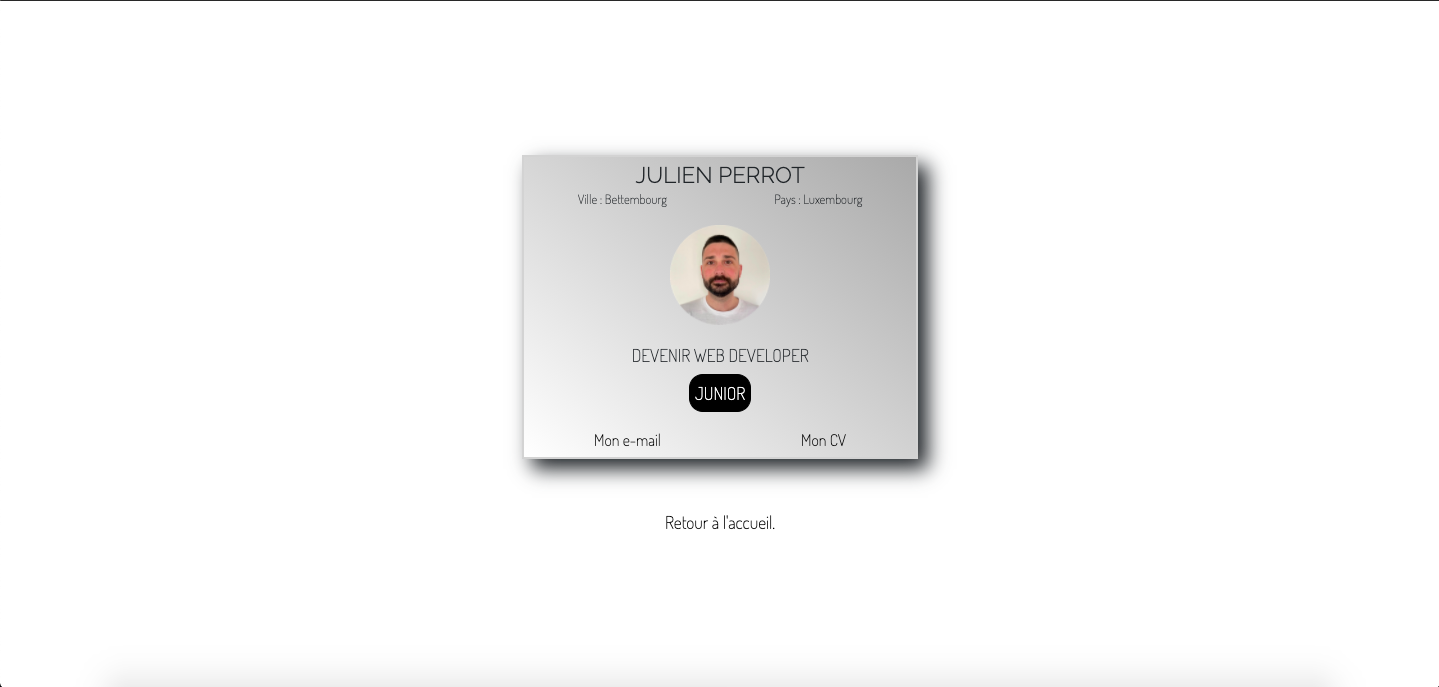 JULIEN PERROT
Ville : Bettembourg Pays : Luxembourg
DEVENIR WEB DEVELOPER
JUNIOR
Mon e-mail Mon CV
Retour à l'accueil.